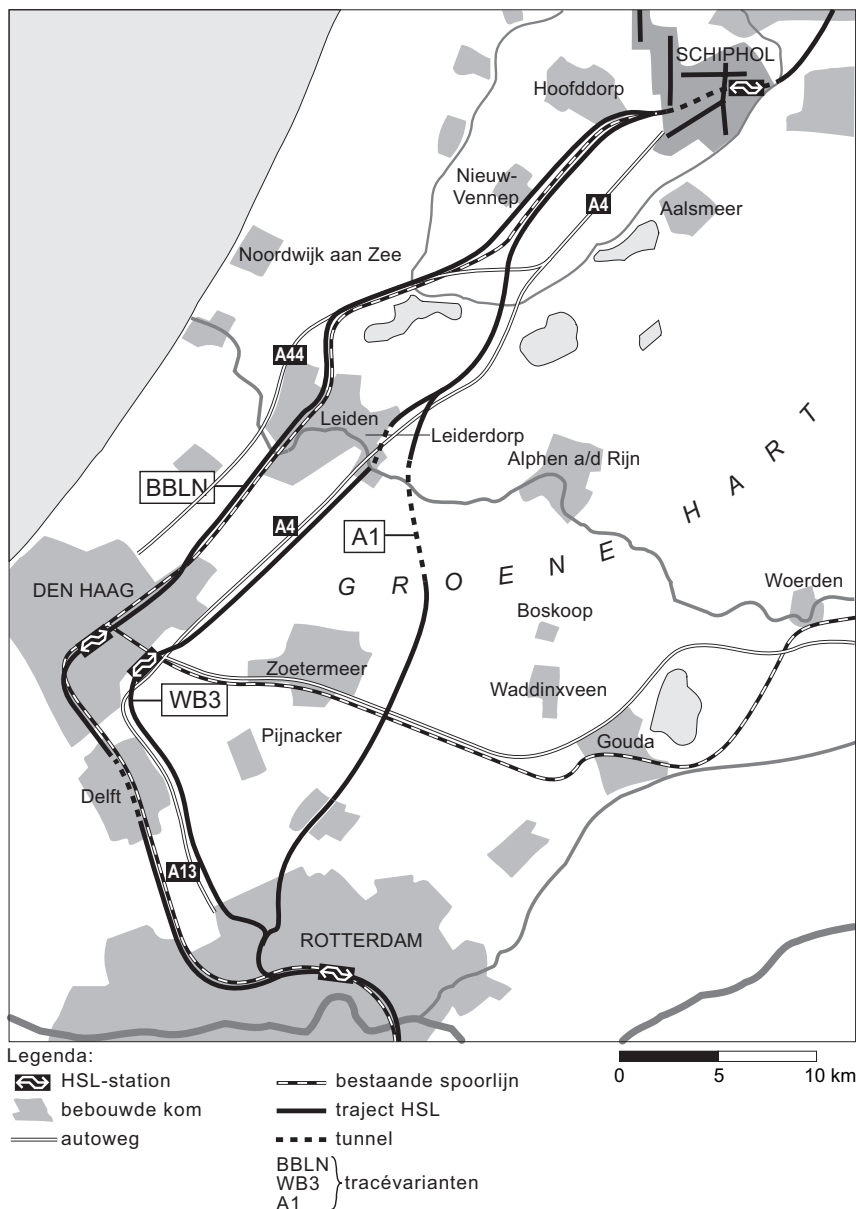 SCHIPHOL
Hoofddorp
Nieuw-
Vennep
A4
Aalsmeer
Noordwijk aan Zee
A44
Leiden
Leiderdorp
Alphen a/d Rijn
BBLN
A4
A1
GROENE HART
DEN HAAG
Woerden
Boskoop
Zoetermeer
Waddinxveen
WB3
Pijnacker
Gouda
Delft
A13
ROTTERDAM
Legenda:
HSL-station
bebouwde kom
autoweg
bestaande spoorlijn
traject HSL
tunnel
BBLN
WB3
A1
tracévarianten
0 5 10 km